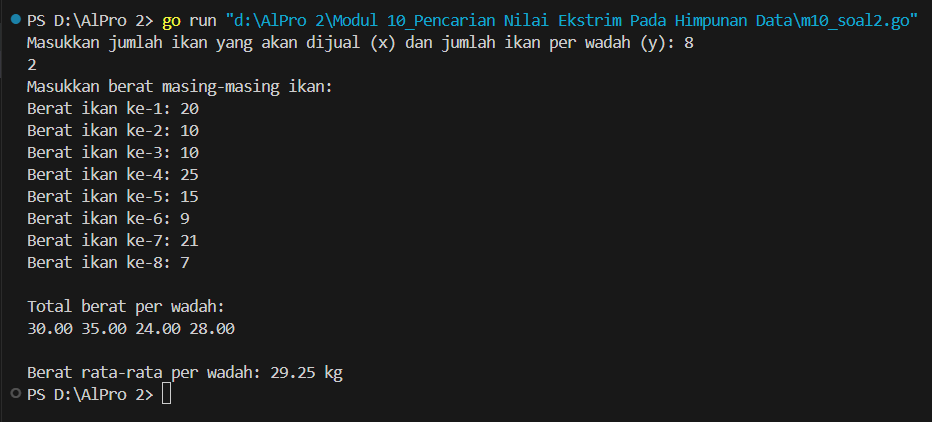 PS D:\AlPro 2> go run "d:\AlPro 2\Modul 10_Pencarian Nilai Ekstrim Pada Himpunan Data\m10_soal2.go"
Masukkan jumlah ikan yang akan dijual (x) dan jumlah ikan per wadah (y): 8
2
Masukkan berat masing-masing ikan:
Berat ikan ke-1: 20
Berat ikan ke-2: 10
Berat ikan ke-3: 10
Berat ikan ke-4: 25
Berat ikan ke-5: 15
Berat ikan ke-6: 9
Berat ikan ke-7: 21
Berat ikan ke-8: 7
Total berat per wadah:
30.00 35.00 24.00 28.00
Berat rata-rata per wadah: 29.25 kg
PS D:\AlPro 2>